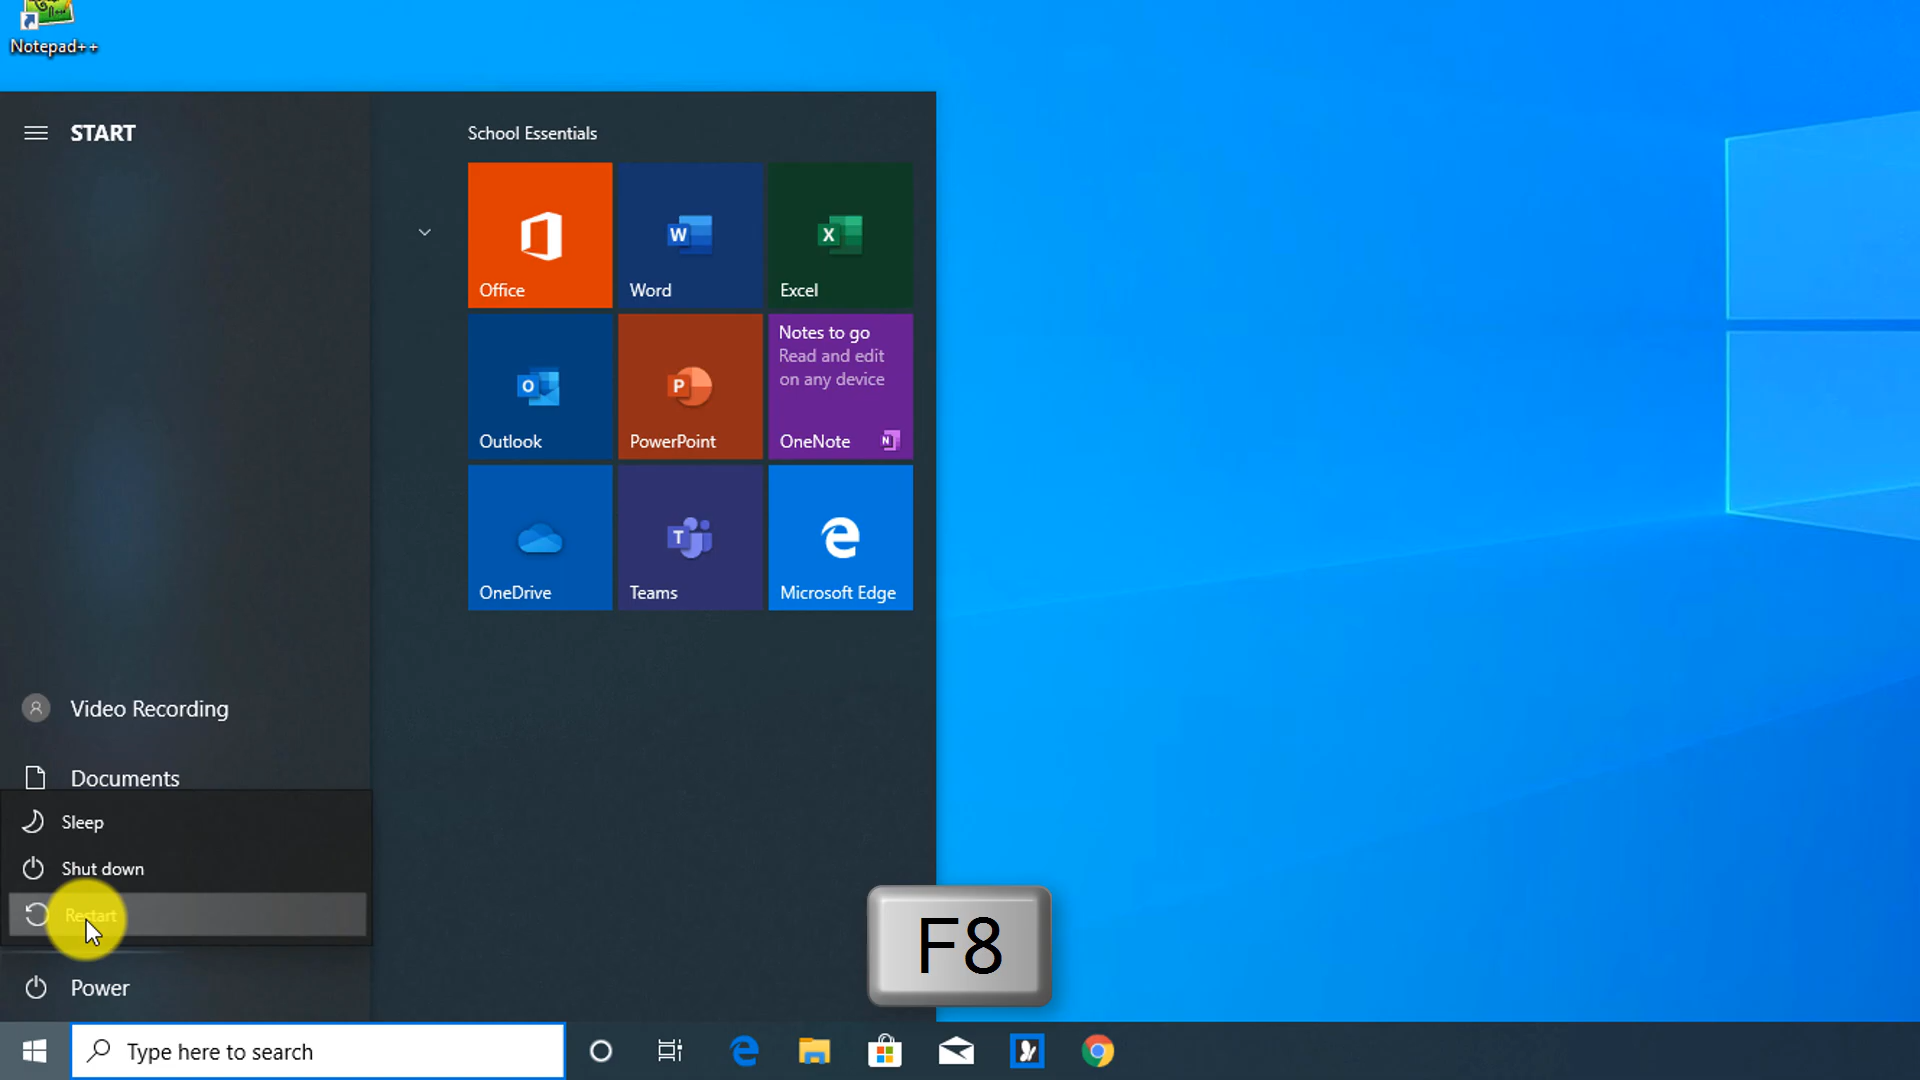 Notepad++
START
School Essentials
Office
Word
Excel
Outlook
PowerPoint
Notes to go
Read and edit
on any device
OneNote
OneDrive
Teams
Microsoft Edge
Video Recording
Documents
Sleep
Shut down
Restart
Power
F8
Type here to search